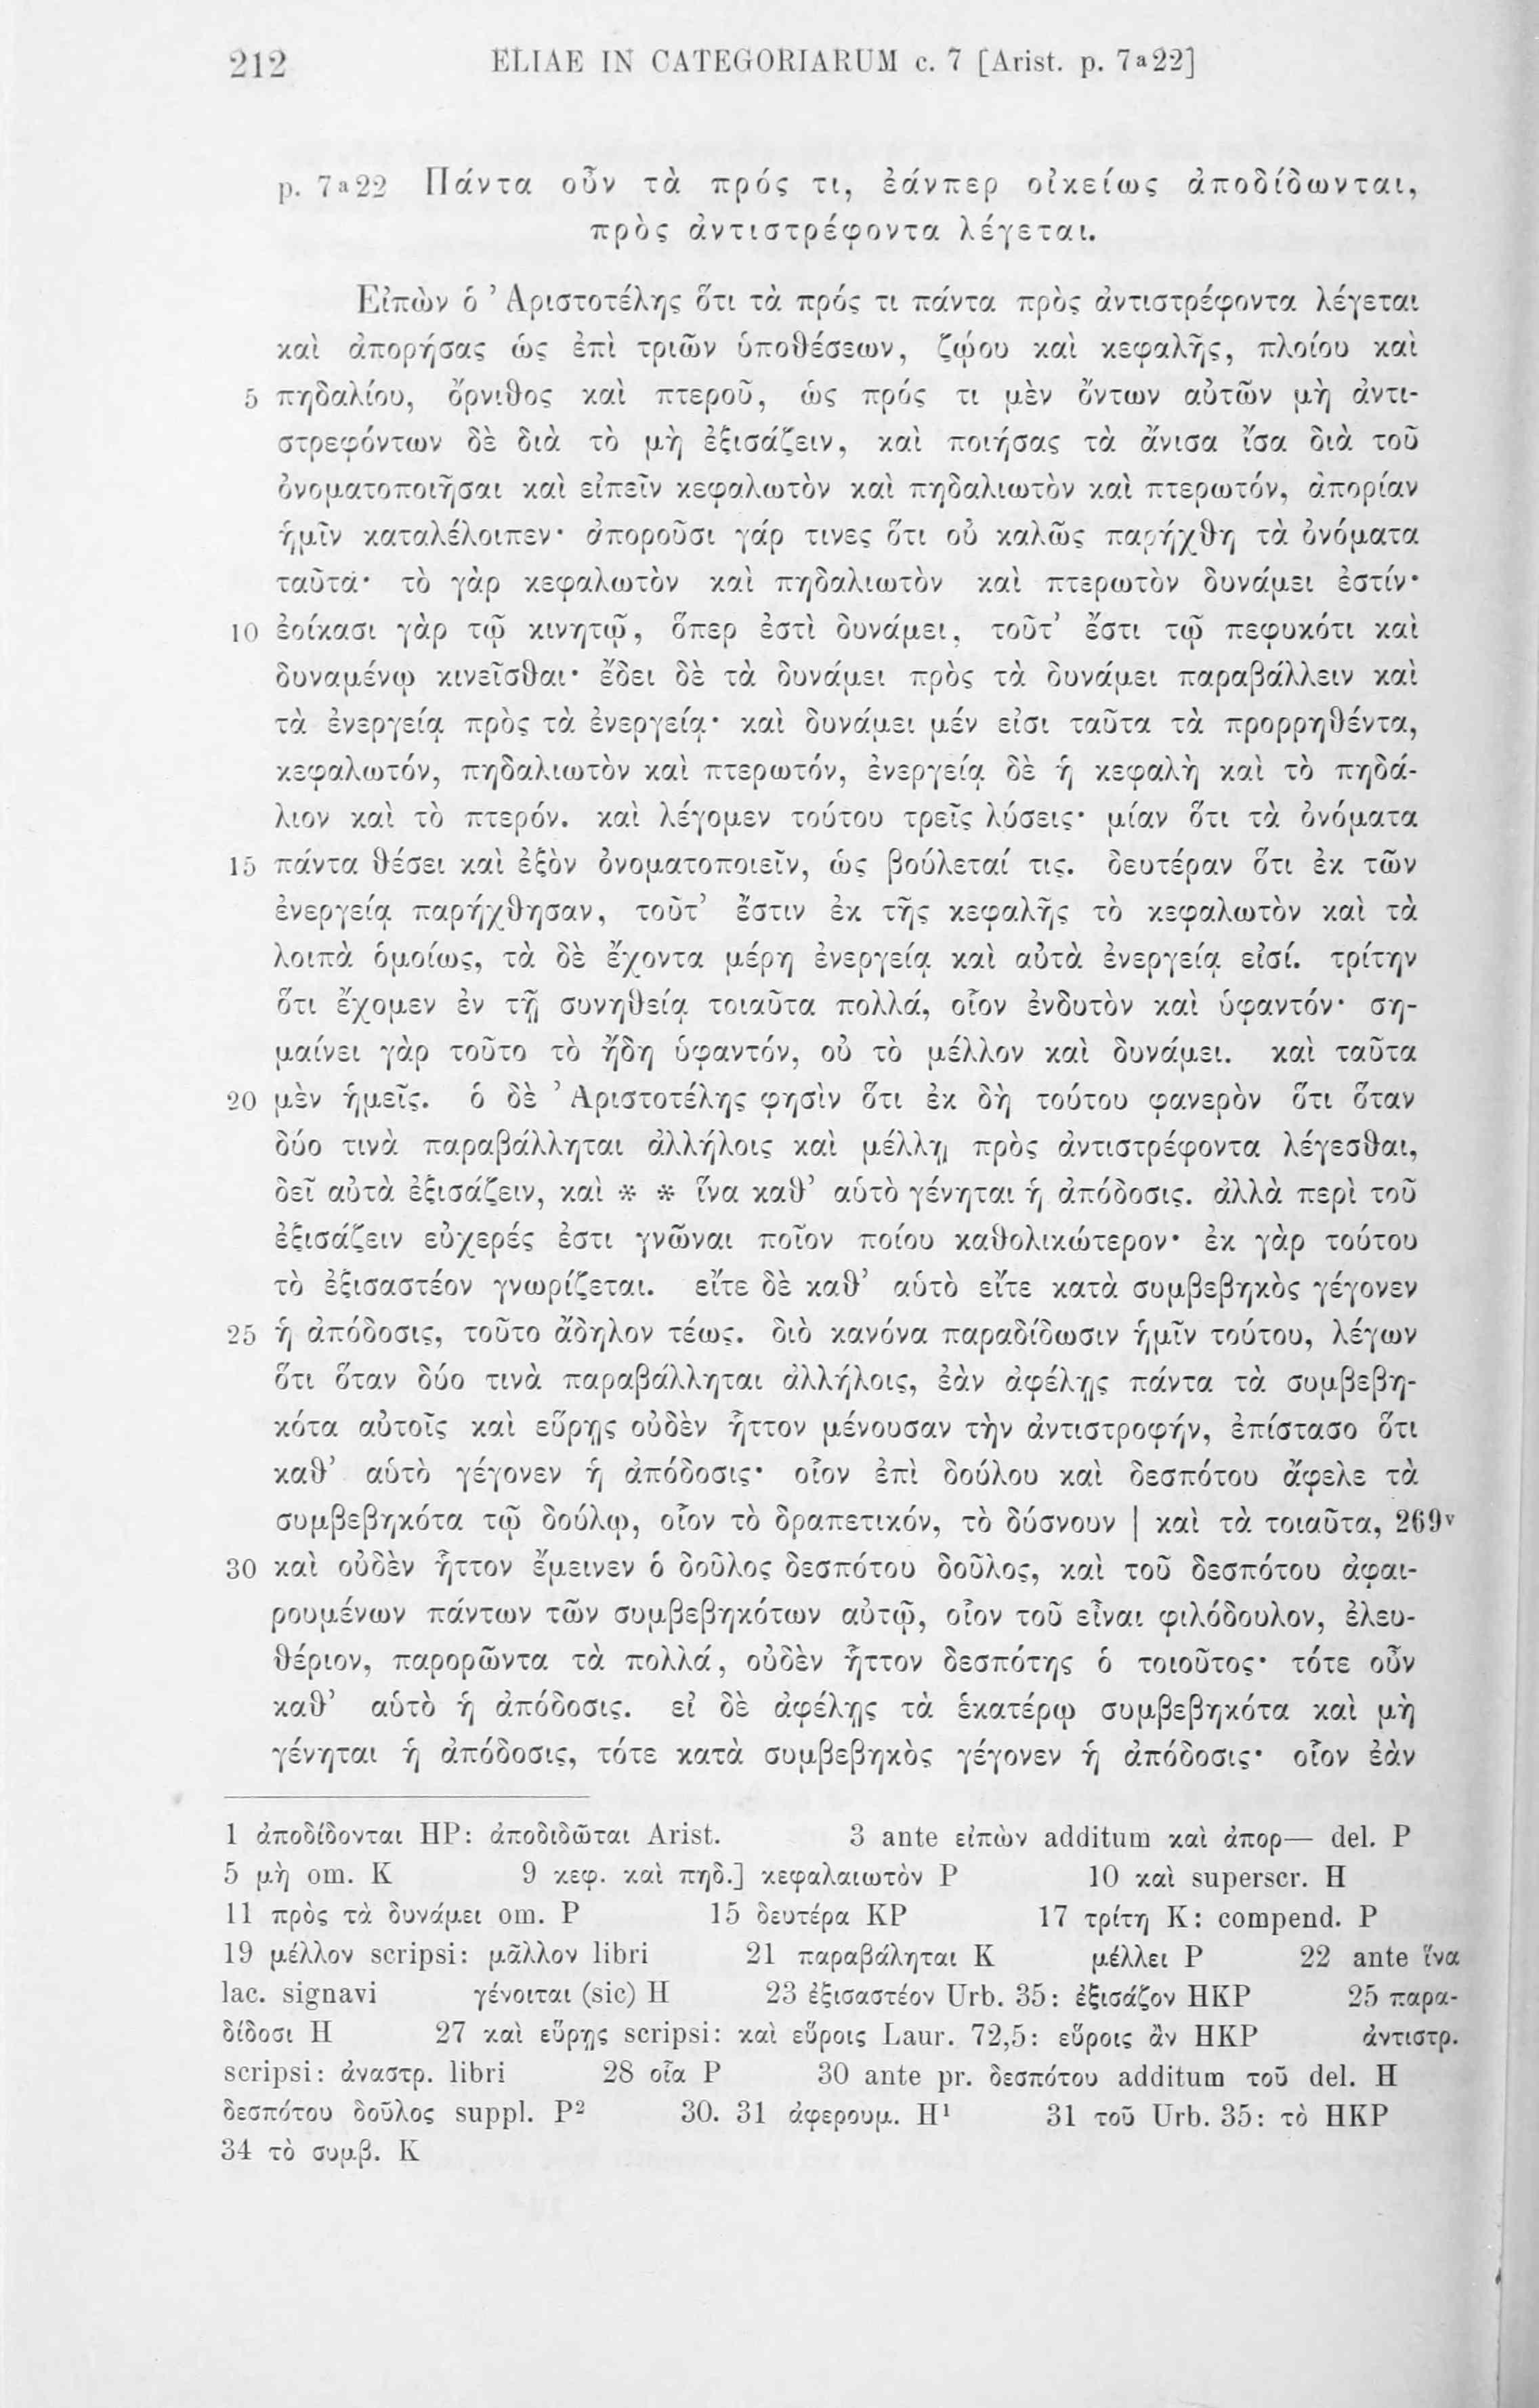 212 ELIAE IN CATEGORIARUM c. 7 [Arist. p. 7ª22]
p. 7ª22 Πάντα οὖν τὰ πρός τι, ἐάνπερ οἰκείως ἀποδίδωνται,
πρὸς ἀντιστρέφοντα λέγεται.
Εἰπὼν ὁ Ἀριστοτέλης ὅτι τὰ πρός τι πάντα πρὸς ἀντιστρέφοντα λέγεται
καὶ ἀπορήσας ὡς ἐπὶ τριῶν ὑποθέσεων, ζῴου καὶ κεφαλῆς, πλοίου καὶ
5 πηδαλίου, ὄρνιθος καὶ πτεροῦ, ὡς πρός τι μὲν ὄντων αὐτῶν μὴ ἀντι-
στρεφόντων δὲ διὰ τὸ μὴ ἐξισάζειν, καὶ ποιήσας τὰ ἄνισα ἴσα διὰ τοῦ
ὀνοματοποιῆσαι καὶ εἰπεῖν κεφαλωτὸν καὶ πηδαλιωτὸν καὶ πτερωτόν, ἀπορίαν
ἡμῖν καταλέλοιπεν· ἀποροῦσι γάρ τινες ὅτι οὐ καλῶς παρήχθη τὰ ὀνόματα
ταῦτα· τὸ γὰρ κεφαλωτὸν καὶ πηδαλιωτὸν καὶ πτερωτὸν δυνάμει ἐστίν·
10 ἐοίκασι γὰρ τῷ κινητῷ, ὅπερ ἐστὶ δυνάμει, τοῦτ’ ἔστι τῷ πεφυκότι καὶ
δυναμένῳ κινεῖσθαι· ἔδει δὲ τὰ δυνάμει πρὸς τὰ δυνάμει παραβάλλειν καὶ
τὰ ἐνεργείᾳ πρὸς τὰ ἐνεργείᾳ· καὶ δυνάμει μέν εἰσι ταῦτα τὰ προρρηθέντα,
κεφαλωτόν, πηδαλιωτὸν καὶ πτερωτόν, ἐνεργείᾳ δὲ ἡ κεφαλὴ καὶ τὸ πηδά-
λιον καὶ τὸ πτερόν. καὶ λέγομεν τούτου τρεῖς λύσεις· μίαν ὅτι τὰ ὀνόματα
15 πάντα θέσει καὶ ἐξὸν ὀνοματοποιεῖν, ὡς βούλεταί τις. δευτέραν ὅτι ἐκ τῶν
ἐνεργείᾳ παρήχθησαν, τοῦτ’ ἔστιν ἐκ τῆς κεφαλῆς τὸ κεφαλωτὸν καὶ τὰ
λοιπὰ ὁμοίως, τὰ δὲ ἔχοντα μέρη ἐνεργείᾳ καὶ αὐτὰ ἐνεργείᾳ εἰσί. τρίτην
ὅτι ἔχομεν ἐν τῇ συνηθείᾳ τοιαῦτα πολλά, οἷον ἐνδυτὸν καὶ ὑφαντόν· ση-
μαίνει γὰρ τοῦτο τὸ ἤδη ὑφαντόν, οὐ τὸ μέλλον καὶ δυνάμει. καὶ ταῦτα
20 μὲν ἡμεῖς. ὁ δὲ Ἀριστοτέλης φησὶν ὅτι ἐκ δὴ τούτου φανερὸν ὅτι ὅταν
δύο τινὰ παραβάλληται ἀλλήλοις καὶ μέλλῃ πρὸς ἀντιστρέφοντα λέγεσθαι,
δεῖ αὐτὰ ἐξισάζειν, καὶ * * ἵνα καθ’ αὑτὸ γένηται ἡ ἀπόδοσις. ἀλλὰ περὶ τοῦ
ἐξισάζειν εὐχερές ἐστι γνῶναι ποῖον ποίου καθολικώτερον· ἐκ γὰρ τούτου
τὸ ἐξισαστέον γνωρίζεται. εἴτε δὲ καθ’ αὑτὸ εἴτε κατὰ συμβεβηκὸς γέγονεν
25 ἡ ἀπόδοσις, τοῦτο ἄδηλον τέως. διὸ κανόνα παραδίδωσιν ἡμῖν τούτου, λέγων
ὅτι ὅταν δύο τινὰ παραβάλληται ἀλλήλοις, ἐὰν ἀφέλῃς πάντα τὰ συμβεβη-
κότα αὐτοῖς καὶ εὕρῃς οὐδὲν ἧττον μένουσαν τὴν ἀντιστροφήν, ἐπίστασο ὅτι
καθ’ αὑτὸ γέγονεν ἡ ἀπόδοσις· οἷον ἐπὶ δούλου καὶ δεσπότου ἄφελε τὰ
συμβεβηκότα τῷ δούλῳ, οἷον τὸ δραπετικόν, τὸ δύσνουν | καὶ τὰ τοιαῦτα, 269ᵛ
30 καὶ οὐδὲν ἧττον ἔμεινεν ὁ δοῦλος δεσπότου δοῦλος, καὶ τοῦ δεσπότου ἀφαι-
ρουμένων πάντων τῶν συμβεβηκότων αὐτῷ, οἷον τοῦ εἶναι φιλόδουλον, ἐλευ-
θέριον, παρορῶντα τὰ πολλά, οὐδὲν ἧττον δεσπότης ὁ τοιοῦτος· τότε οὖν
καθ’ αὑτὸ ἡ ἀπόδοσις. εἰ δὲ ἀφέλῃς τὰ ἑκατέρῳ συμβεβηκότα καὶ μὴ
γένηται ἡ ἀπόδοσις, τότε κατὰ συμβεβηκὸς γέγονεν ἡ ἀπόδοσις· οἷον ἐὰν
1 ἀποδίδονται HP: ἀποδιδῶται Arist. 3 ante εἰπὼν additum καὶ ἀπορ— del. P
5 μὴ om. K 9 κεφ. καὶ πηδ.] κεφαλαιωτὸν P 10 καὶ superscr. H
11 πρὸς τὰ δυνάμει om. P 15 δευτέρα KP 17 τρίτη K: compend. P
19 μέλλον scripsi: μᾶλλον libri 21 παραβάληται K μέλλει P 22 ante ἵνα
lac. signavi γένοιται (sic) H 23 ἐξισαστέον Urb. 35: ἐξισάζον HKP 25 παρα-
δίδοσι H 27 καὶ εὕρῃς scripsi: καὶ εὕροις Laur. 72,5: εὕροις ἂν HKP ἀντιστρ.
scripsi: ἀναστρ. libri 28 οἷα P 30 ante pr. δεσπότου additum τοῦ del. H
δεσπότου δοῦλος suppl. P² 30. 31 ἀφερουμ. H¹ 31 τοῦ Urb. 35: τὸ HKP
34 τὸ συμβ. K